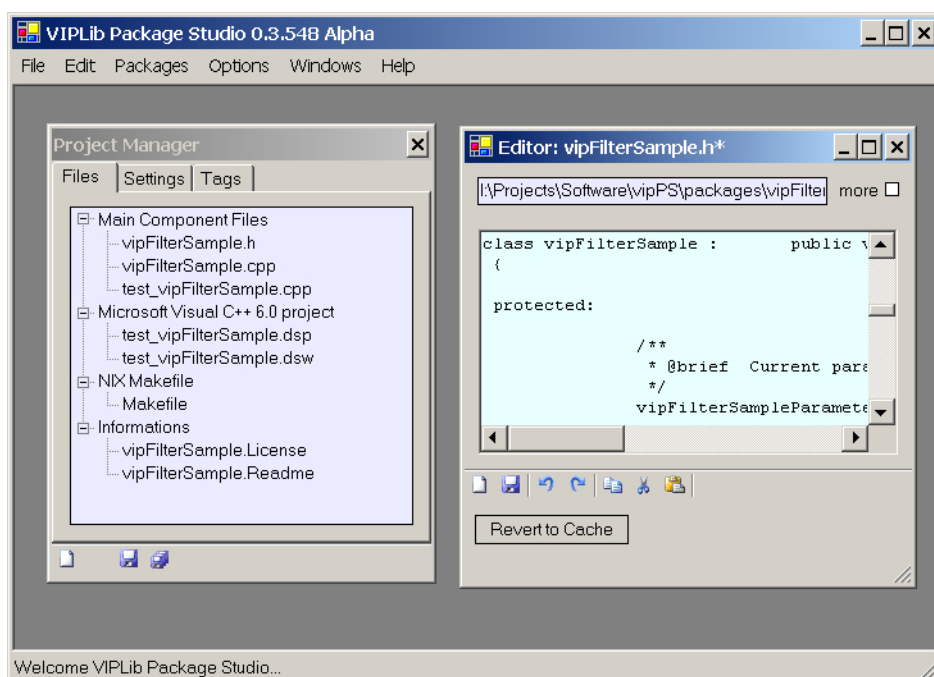 VIPLib Package Studio 0.3.548 Alpha
File Edit Packages Options Windows Help
Project Manager
Files Settings Tags
Main Component Files
vipFilterSample.h
vipFilterSample.cpp
test_vipFilterSample.cpp
Microsoft Visual C++ 6.0 project
test_vipFilterSample.dsp
test_vipFilterSample.dsw
NIX Makefile
Makefile
Informations
vipFilterSample.License
vipFilterSample.Readme
Editor: vipFilterSample.h*
I:\Projects\Software\vipPS\packages\vipFilter more
class vipFilterSample : public v
{
protected:
/**
* @brief Current para
*/
vipFilterSampleParamete
Revert to Cache
Welcome VIPLib Package Studio...